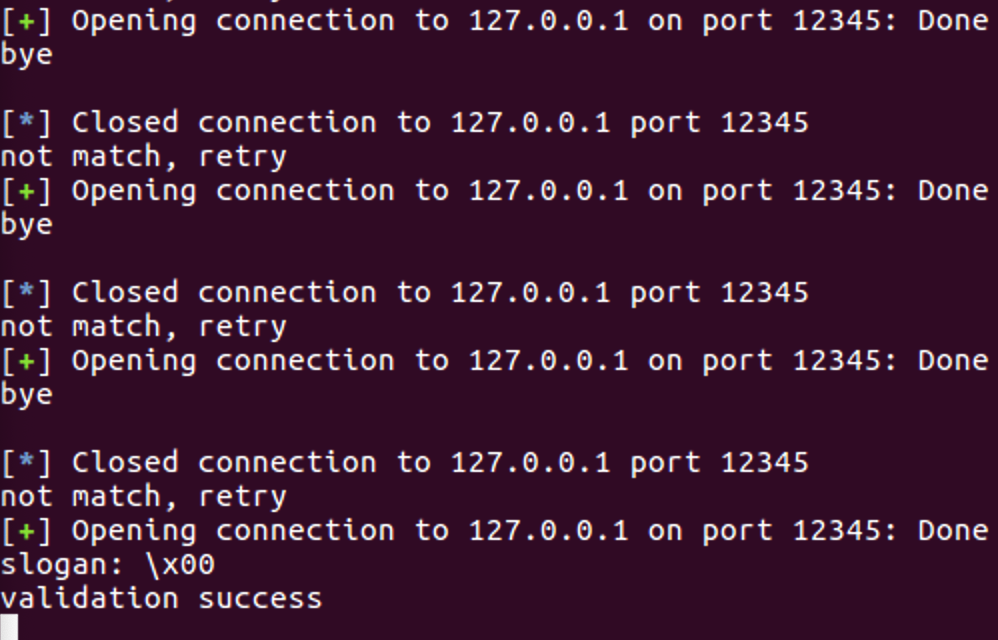 [+] Opening connection to 127.0.0.1 on port 12345: Done
bye
[*] Closed connection to 127.0.0.1 port 12345
not match, retry
[+] Opening connection to 127.0.0.1 on port 12345: Done
bye
[*] Closed connection to 127.0.0.1 port 12345
not match, retry
[+] Opening connection to 127.0.0.1 on port 12345: Done
bye
[*] Closed connection to 127.0.0.1 port 12345
not match, retry
[+] Opening connection to 127.0.0.1 on port 12345: Done
slogan: \x00
validation success